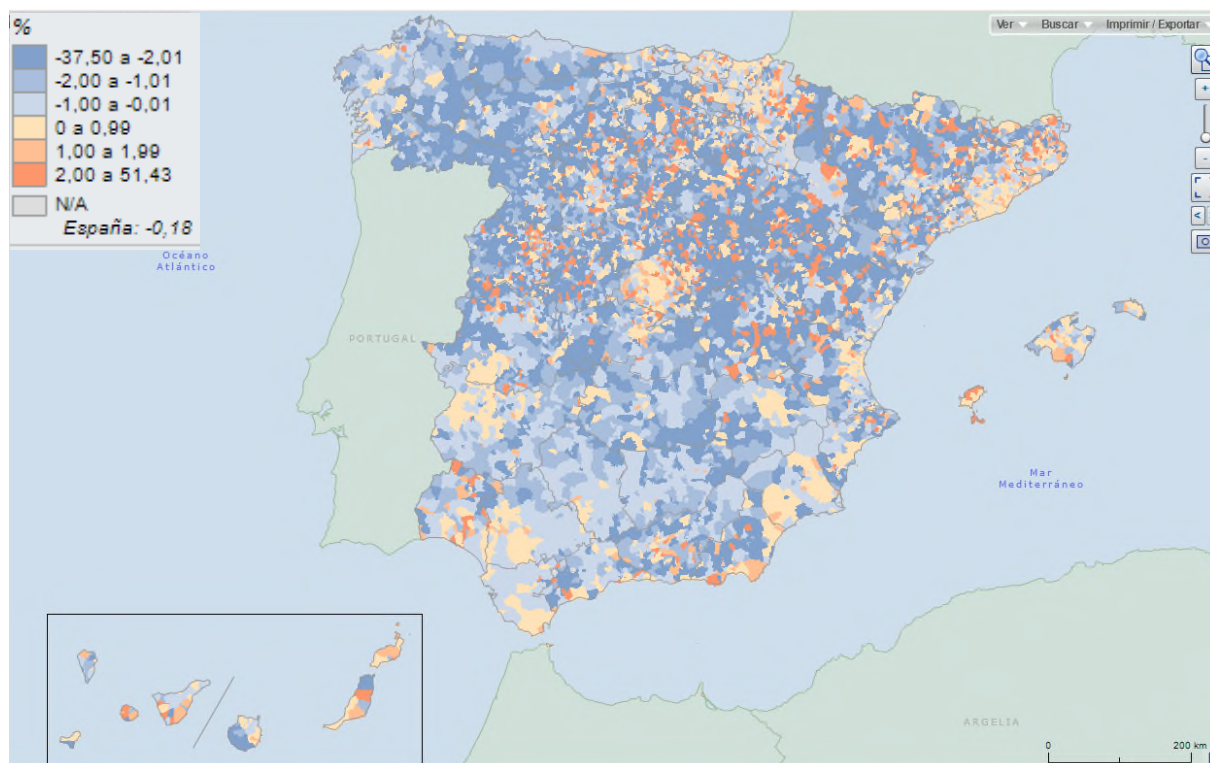 %
-37,50 a -2,01
-2,00 a -1,01
-1,00 a -0,01
0 a 0,99
1,00 a 1,99
2,00 a 51,43
N/A
España: -0,18
Ver Buscar Imprimir / Exportar
+
-
<
Océano
Atlántico
PORTUGAL
Mar
Mediterráneo
ARGELIA
0 200 km